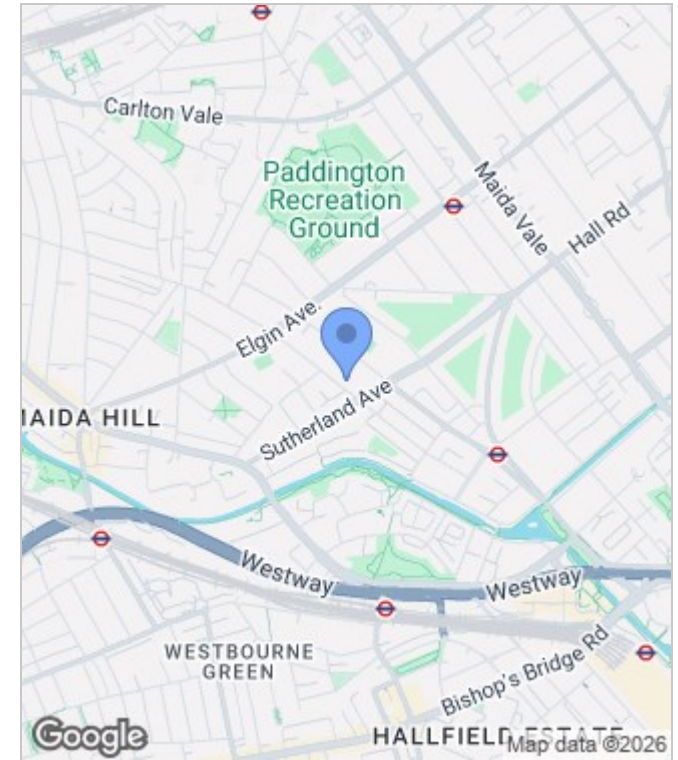 Carlton Vale
Paddington
Recreation
Ground
Maida Vale
Hall Rd
Elgin Ave.
Sutherland Ave
MAIDA HILL
Westway
Westway
WESTBOURNE
GREEN
Bishop's Bridge Rd
HALLFIELD ESTATE
Google
Map data ©2026